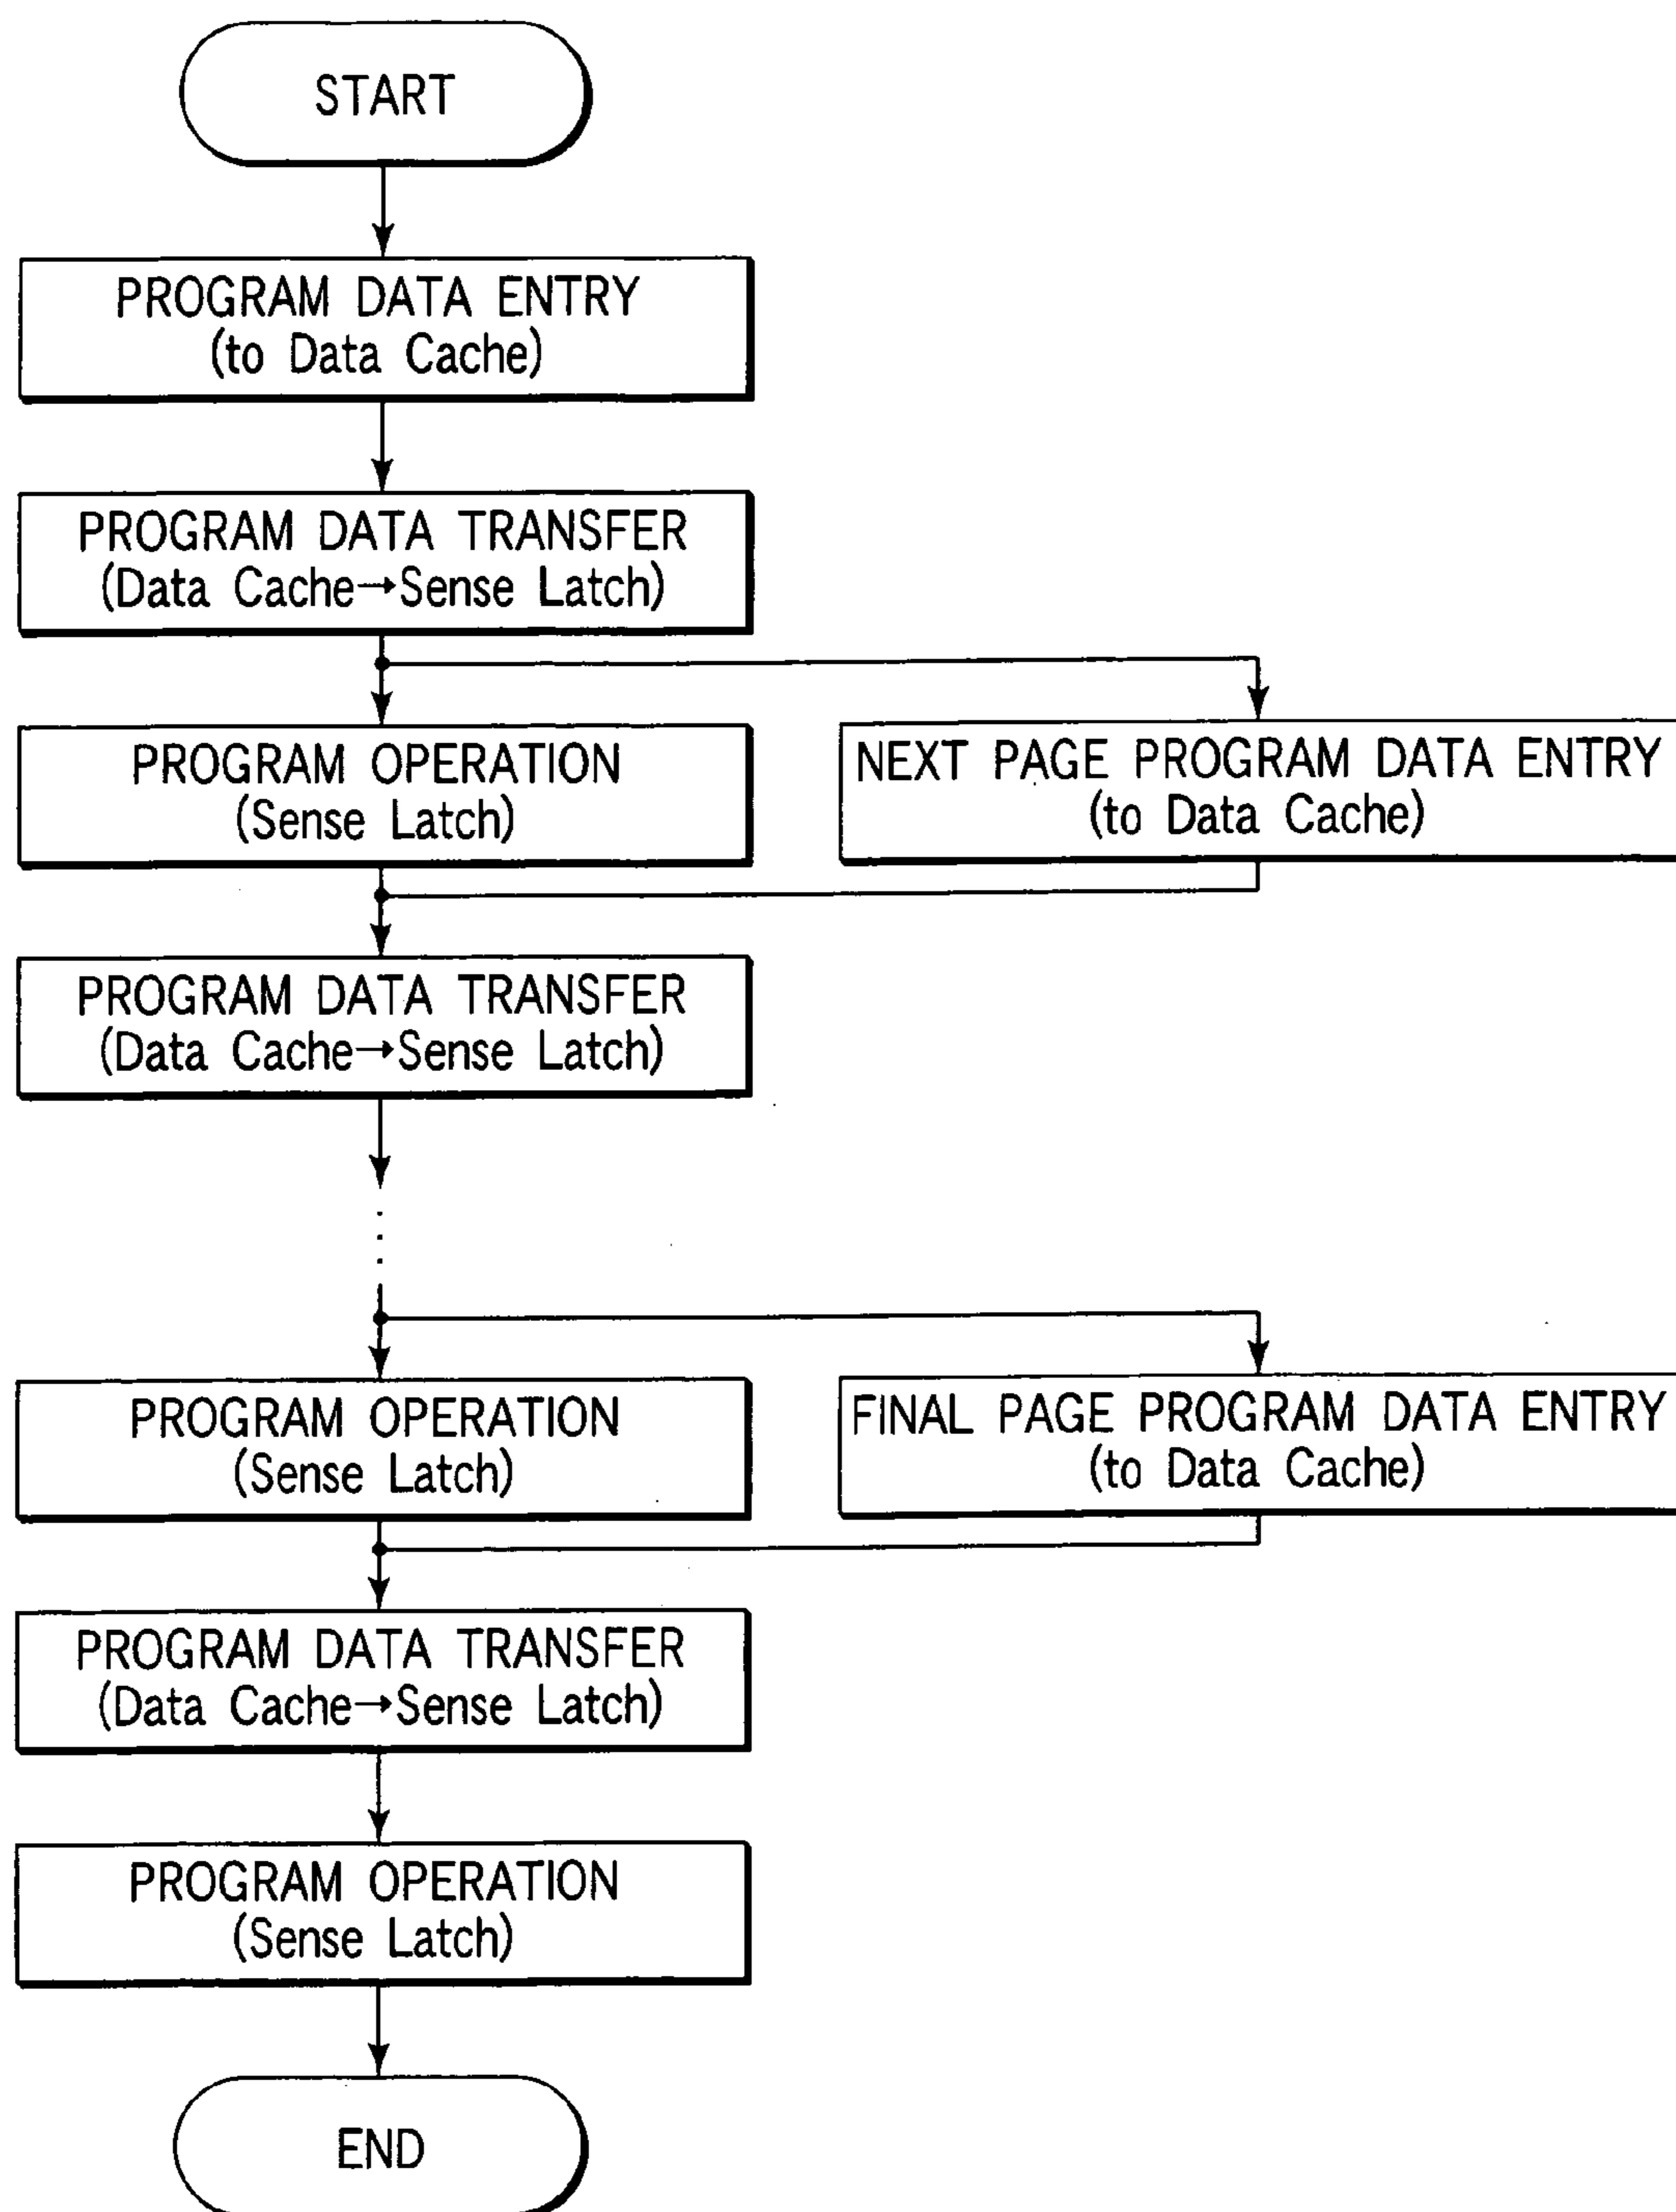 START
PROGRAM DATA ENTRY
(to Data Cache)
PROGRAM DATA TRANSFER
(Data Cache→Sense Latch)
PROGRAM OPERATION
(Sense Latch)
NEXT PAGE PROGRAM DATA ENTRY
(to Data Cache)
PROGRAM DATA TRANSFER
(Data Cache→Sense Latch)
PROGRAM OPERATION
(Sense Latch)
FINAL PAGE PROGRAM DATA ENTRY
(to Data Cache)
PROGRAM DATA TRANSFER
(Data Cache→Sense Latch)
PROGRAM OPERATION
(Sense Latch)
END